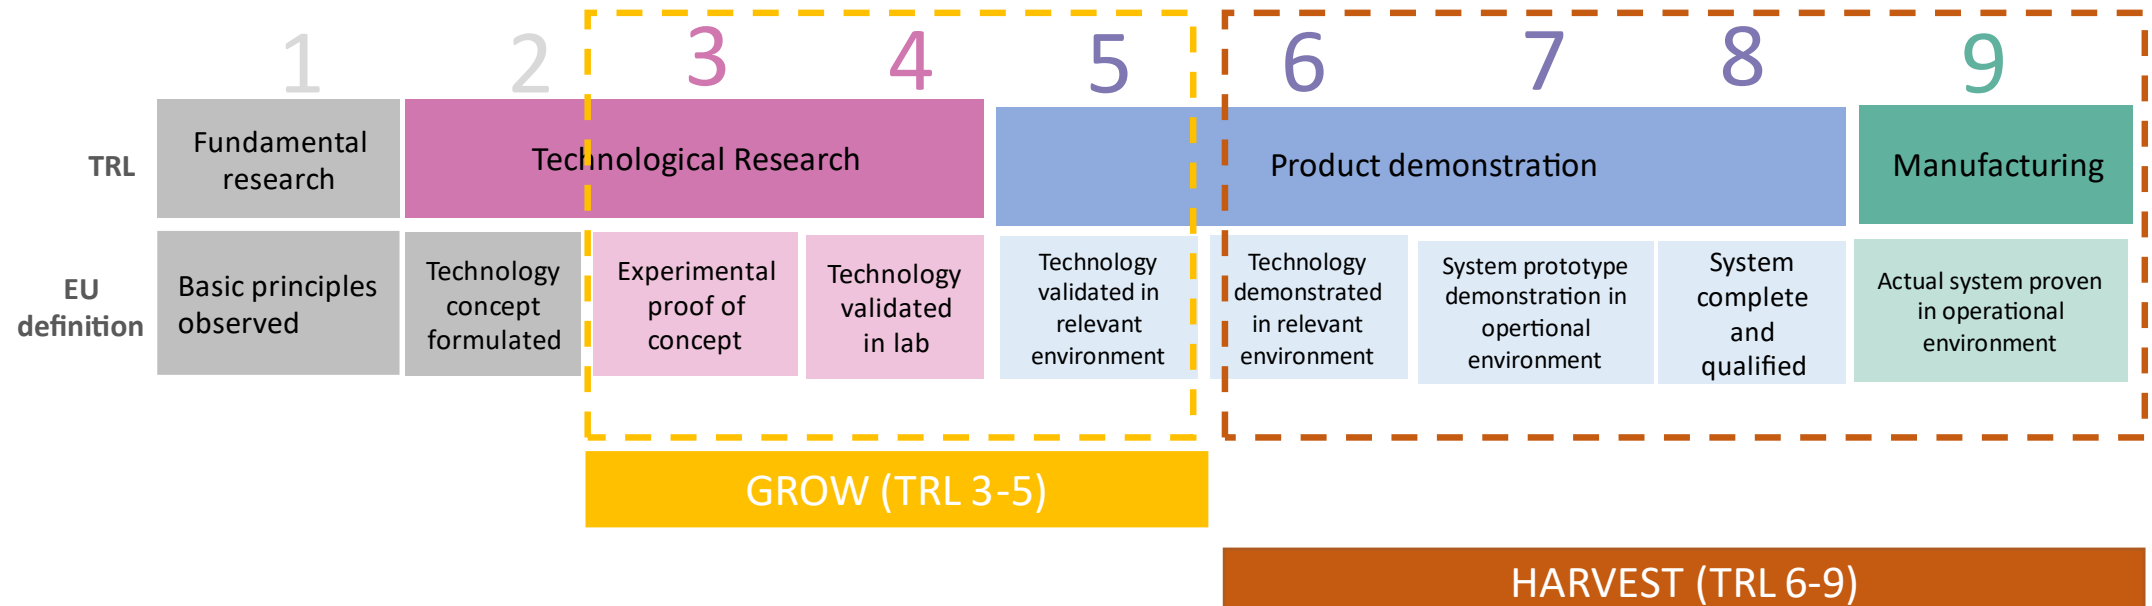 1 2 3 4 5 6 7 8 9
TRL
Fundamental
research
Technological Research
Product demonstration
Manufacturing
EU
definition
Basic principles
observed
Technology
concept
formulated
Experimental
proof of
concept
Technology
validated
in lab
Technology
validated in
relevant
environment
Technology
demonstrated
in relevant
environment
System prototype
demonstration in
opertional
environment
System
complete
and
qualified
Actual system proven
in operational
environment
GROW (TRL 3-5)
HARVEST (TRL 6-9)